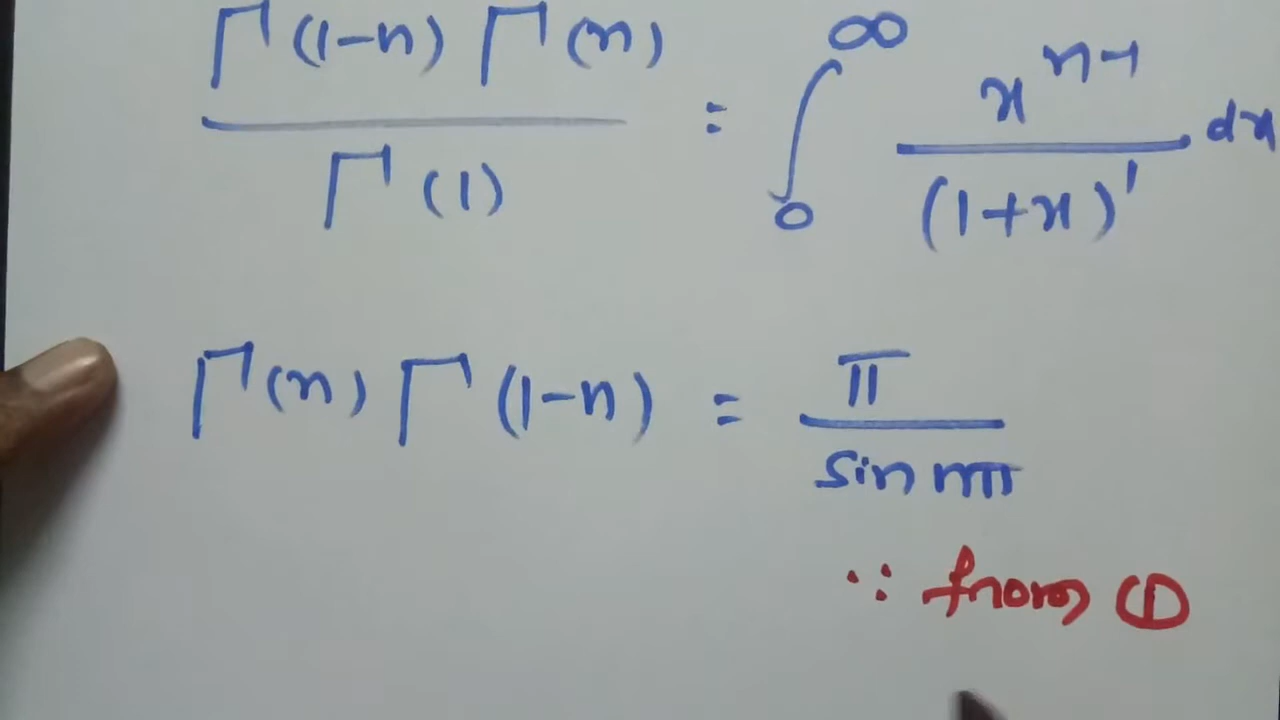 Γ(1-n) Γ(n) / Γ(1) = ∫₀^∞ x^(n-1) / (1+x)^1 dx
Γ(n) Γ(1-n) = π / sin nπ
∵ from ①